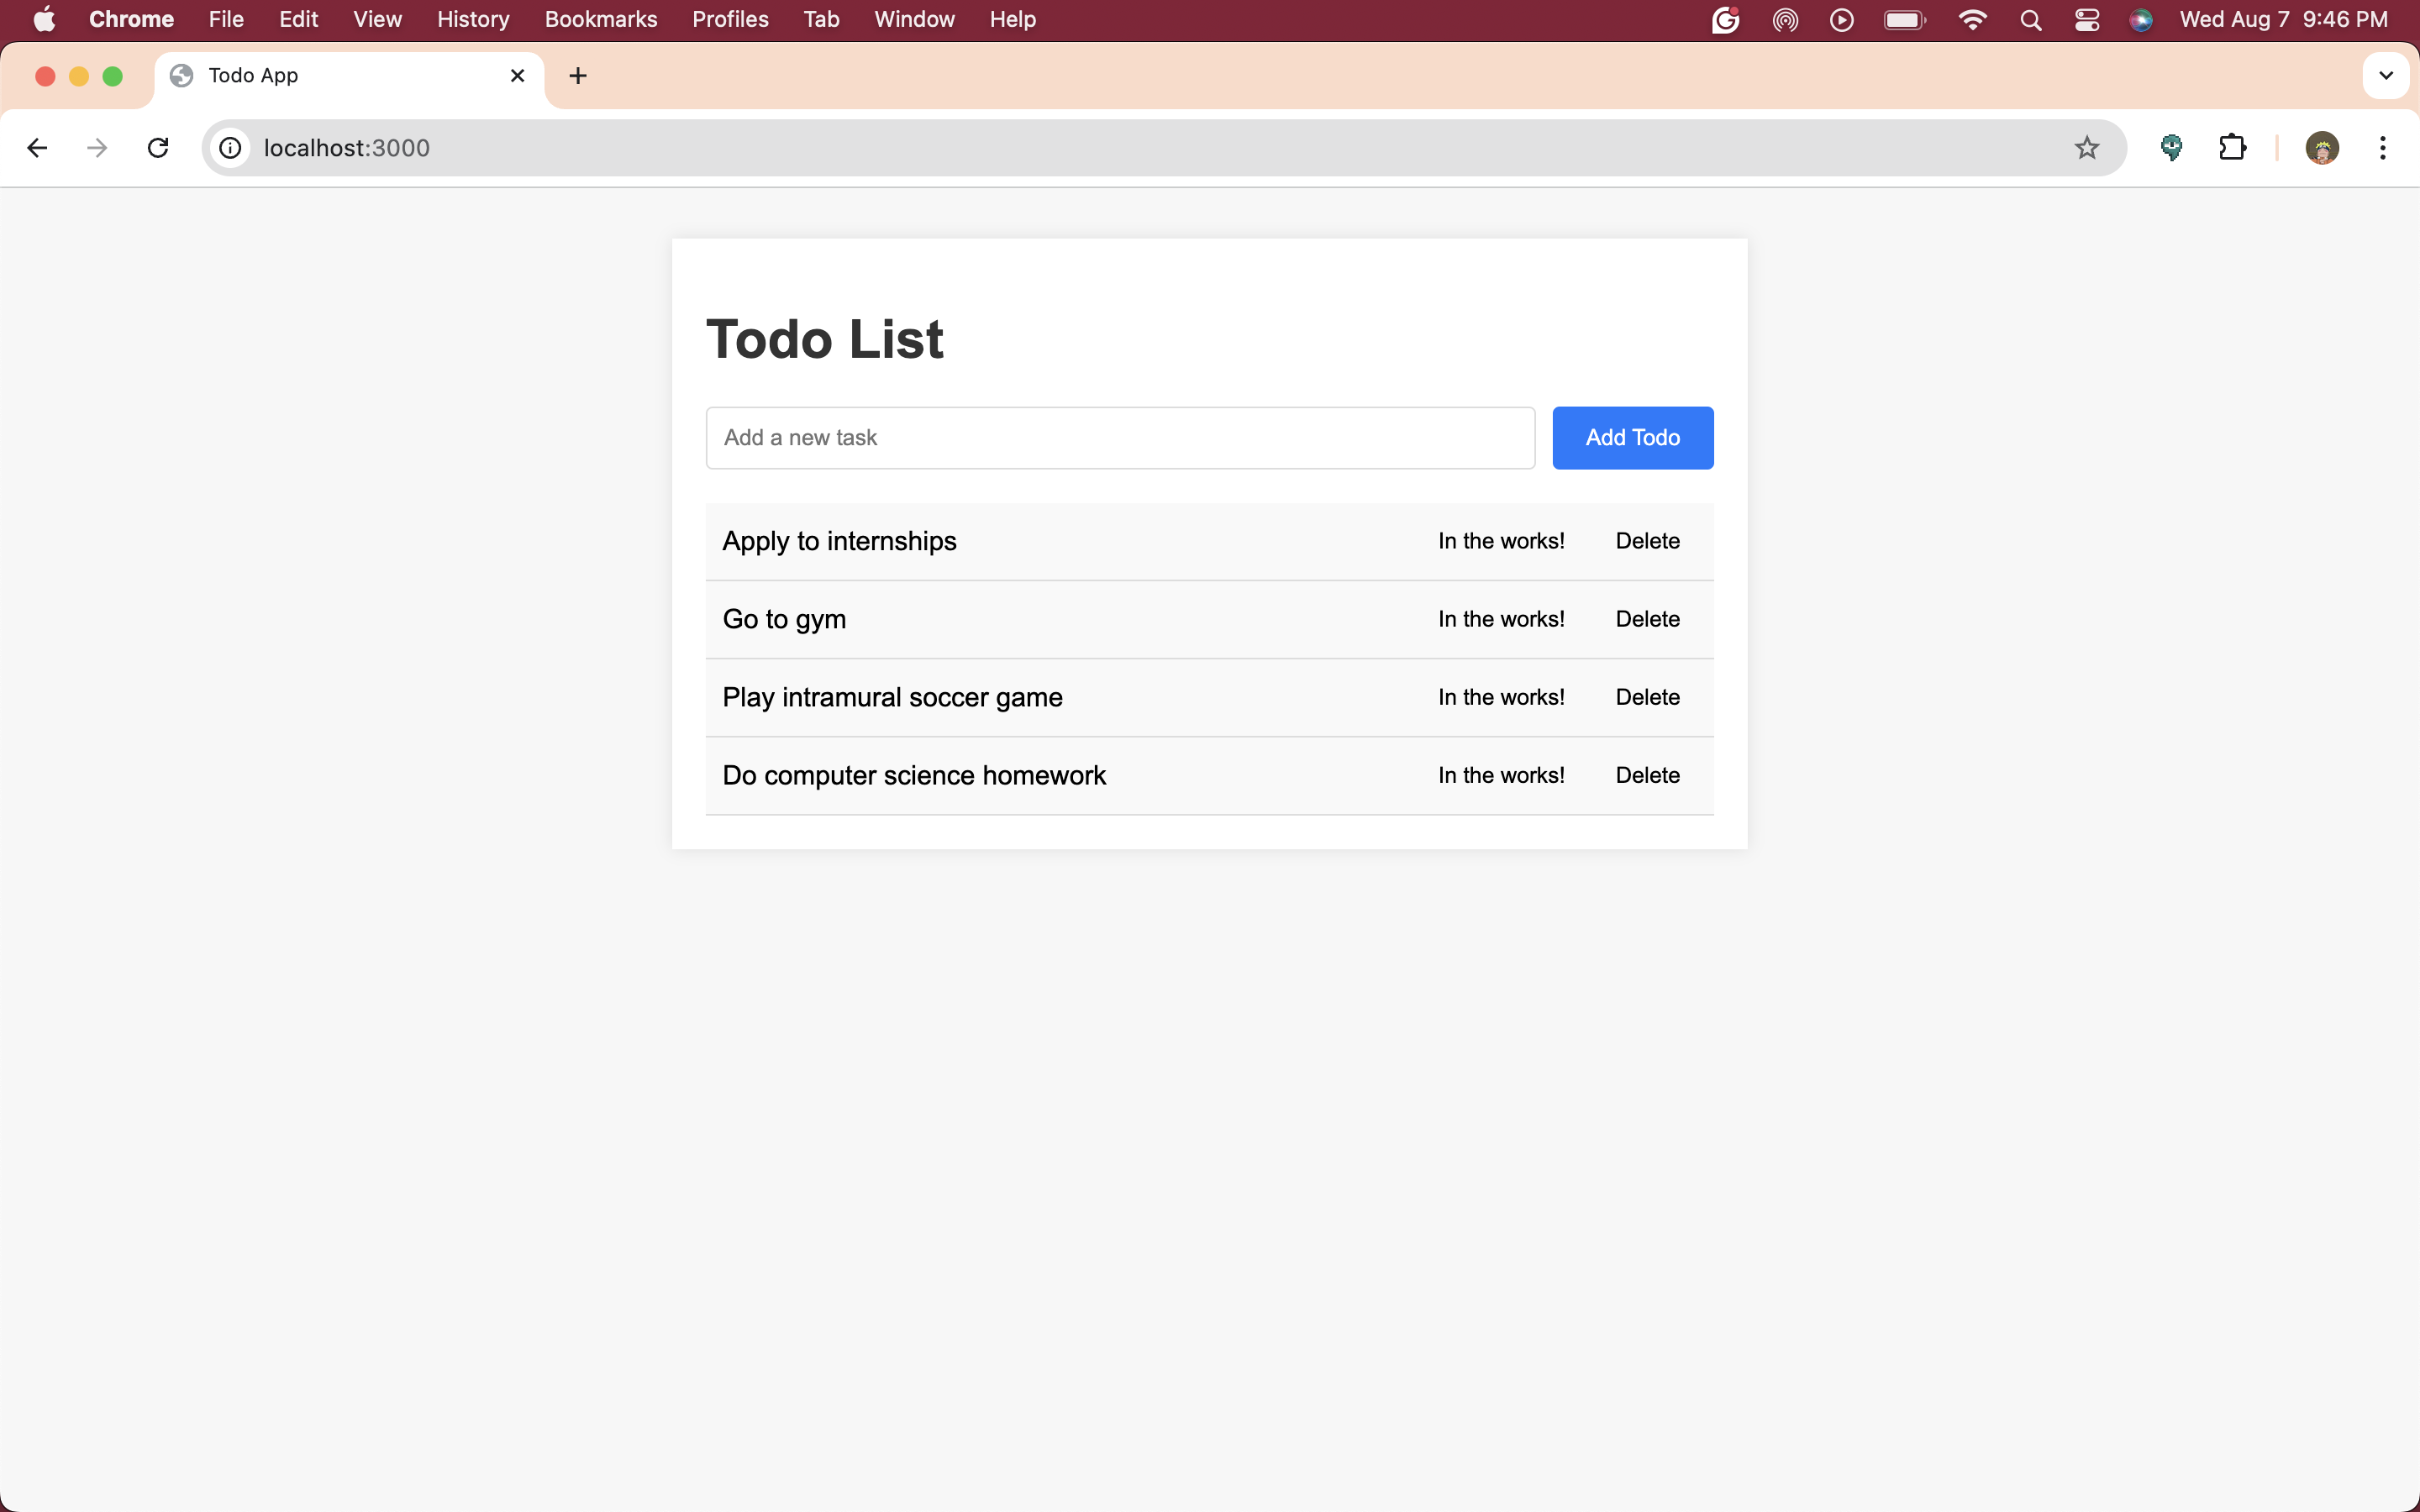 Chrome File Edit View History Bookmarks Profiles Tab Window Help Wed Aug 7 9:46 PM
Todo App
localhost:3000
Todo List
Add a new task Add Todo
Apply to internships In the works! Delete
Go to gym In the works! Delete
Play intramural soccer game In the works! Delete
Do computer science homework In the works! Delete